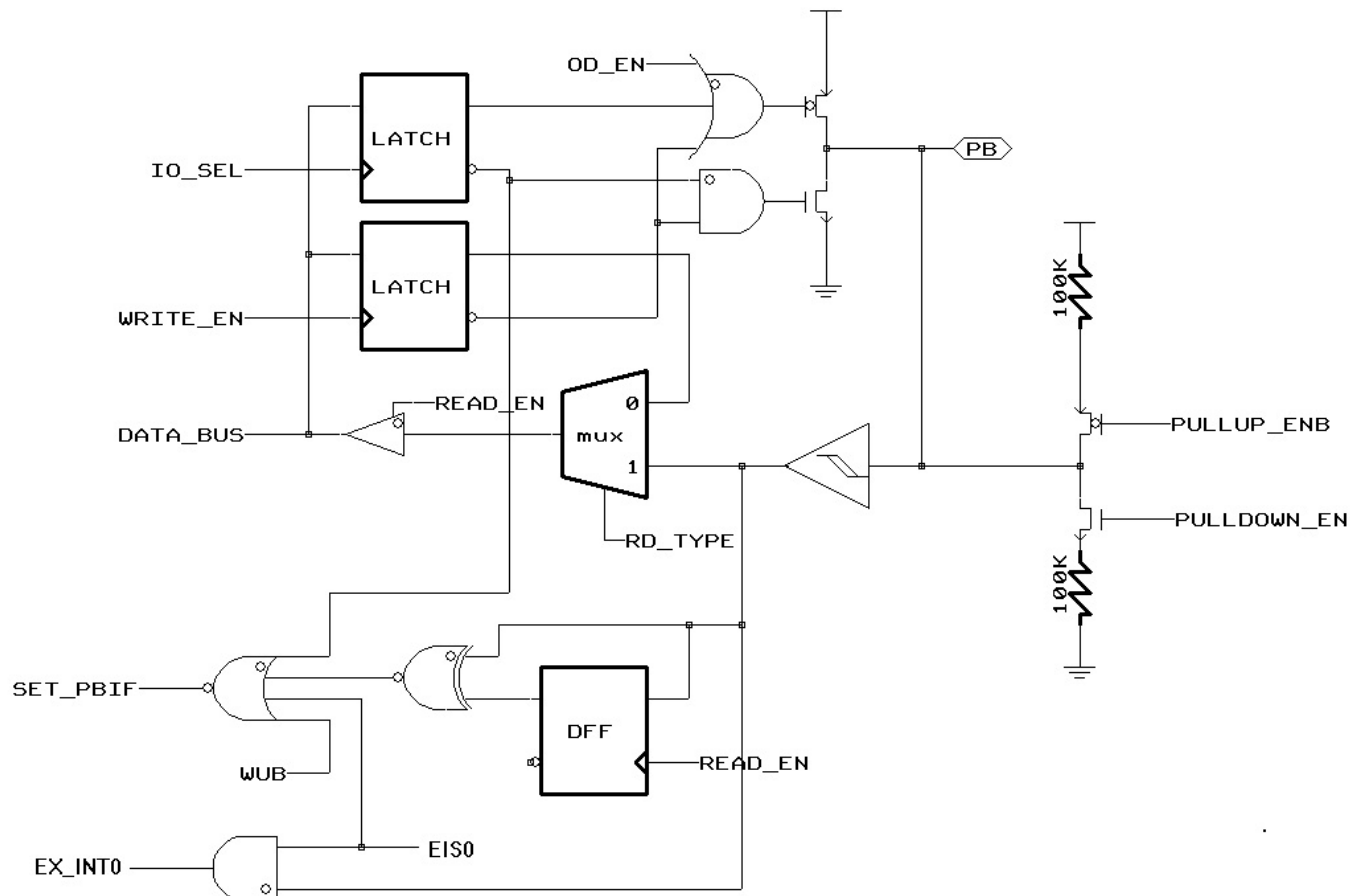 OD_EN
LATCH
IO_SEL
PB
LATCH
WRITE_EN
100K
READ_EN
0
DATA_BUS
mux
1
PULLUP_ENB
RD_TYPE
PULLDOWN_EN
100K
SET_PBIF
DFF
WUB
READ_EN
EIS0
EX_INT0